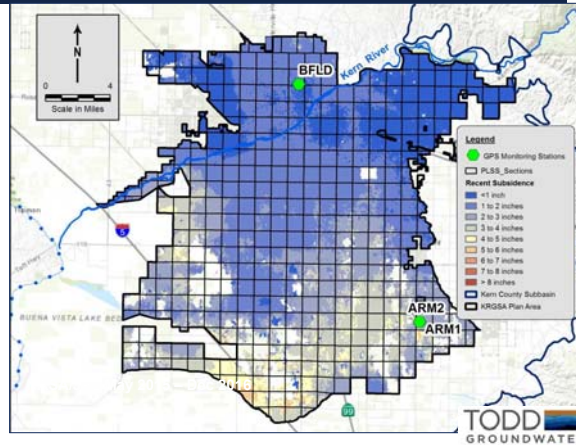 N
0 4
Scale in Miles
BFLD
Kern River
Legend
GPS Monitoring Stations
PLSS_Sections
Recent Subsidence
<1 inch
1 to 2 inches
2 to 3 inches
3 to 4 inches
4 to 5 inches
5 to 6 inches
6 to 7 inches
7 to 8 inches
> 8 inches
Kern County Subbasin
KRGSA Plan Area
5
Taft Hwy
BUENA VISTA LAKE BED
ARM2
ARM1
99
TODD
GROUNDWATE